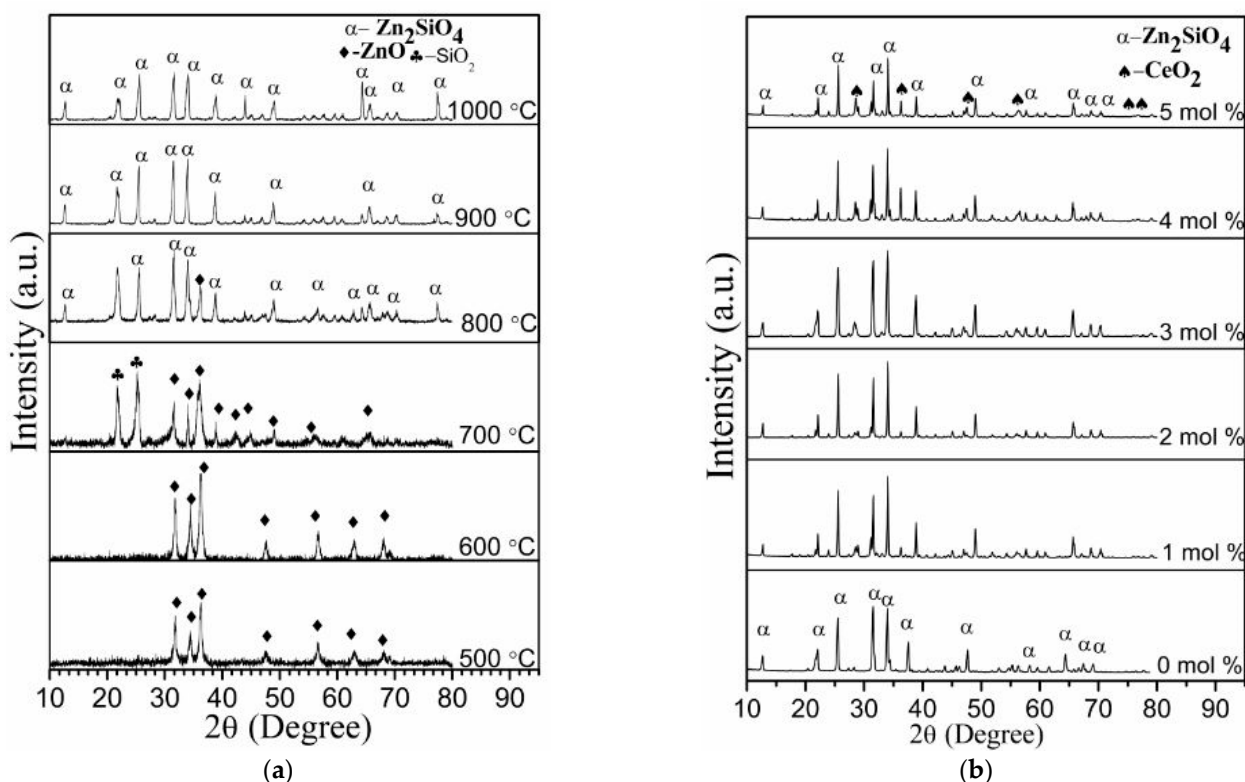 α– Zn2SiO4
♦-ZnO ♣–SiO2
α α α α α α α α α α α α
1000 °C
α α α α α α α α α
900 °C
α α α α ♦ α α α α α α α
800 °C
♣ ♣ ♦ ♦ ♦ ♦ ♦ ♦ ♦ ♦ ♦
700 °C
♦ ♦ ♦ ♦ ♦ ♦ ♦
600 °C
♦ ♦ ♦ ♦ ♦ ♦ ♦
500 °C
Intensity (a.u.)
10 20 30 40 50 60 70 80 90
2θ (Degree)
(a)
α–Zn2SiO4
♠–CeO2
α α α ♠ α α ♠ α ♠ α ♠ α α α α ♠♠
5 mol %
4 mol %
3 mol %
2 mol %
1 mol %
α α α α α α α α α α α
0 mol %
Intensity (a.u.)
10 20 30 40 50 60 70 80 90
2θ (Degree)
(b)